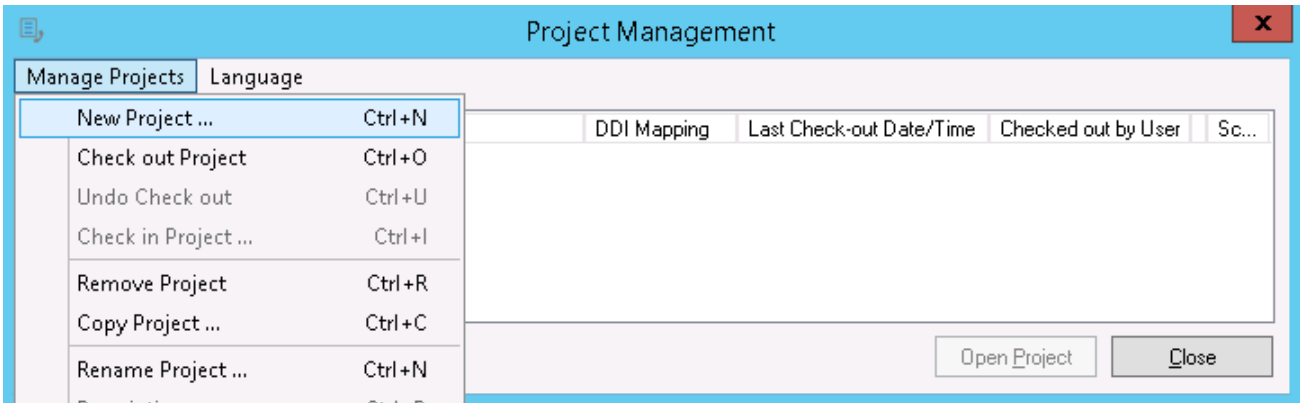 Project Management
x
Manage Projects Language
New Project ... Ctrl+N
DDI Mapping Last Check-out Date/Time Checked out by User Sc...
Check out Project Ctrl+O
Undo Check out Ctrl+U
Check in Project ... Ctrl+I
Remove Project Ctrl+R
Copy Project ... Ctrl+C
Open Project Close
Rename Project ... Ctrl+N